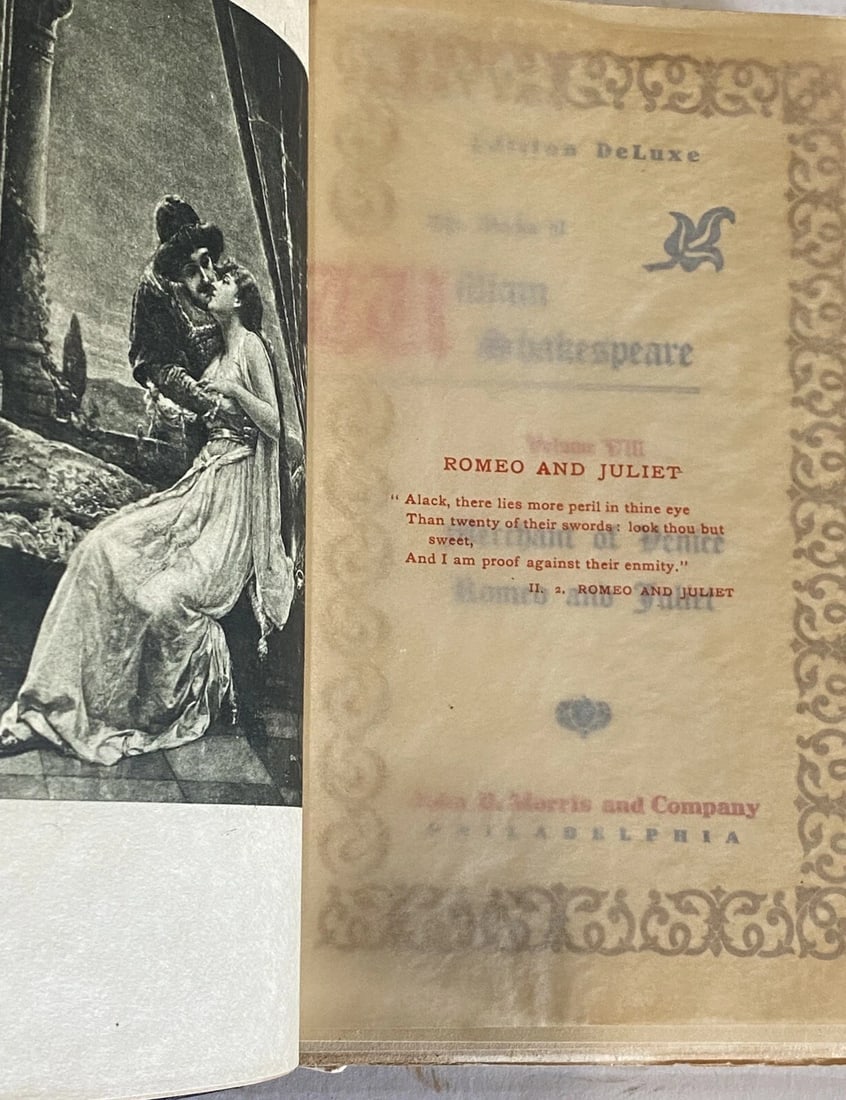 Edition DeLuxe
The Works of
William
Shakespeare
Volume VIII
ROMEO AND JULIET
“ Alack, there lies more peril in thine eye
Than twenty of their swords : look thou but
sweet,
And I am proof against their enmity.”
Merchant of Venice
II. 2. ROMEO AND JULIET
Romeo and Juliet
John D. Morris and Company
PHILADELPHIA